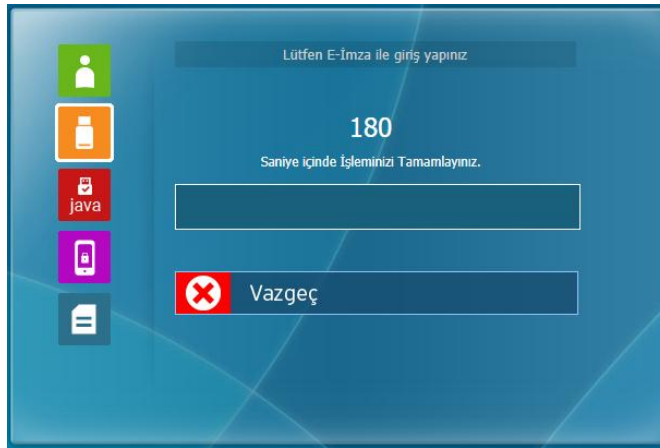 Lütfen E-İmza ile giriş yapınız
180
Saniye içinde İşleminizi Tamamlayınız.
java
Vazgeç